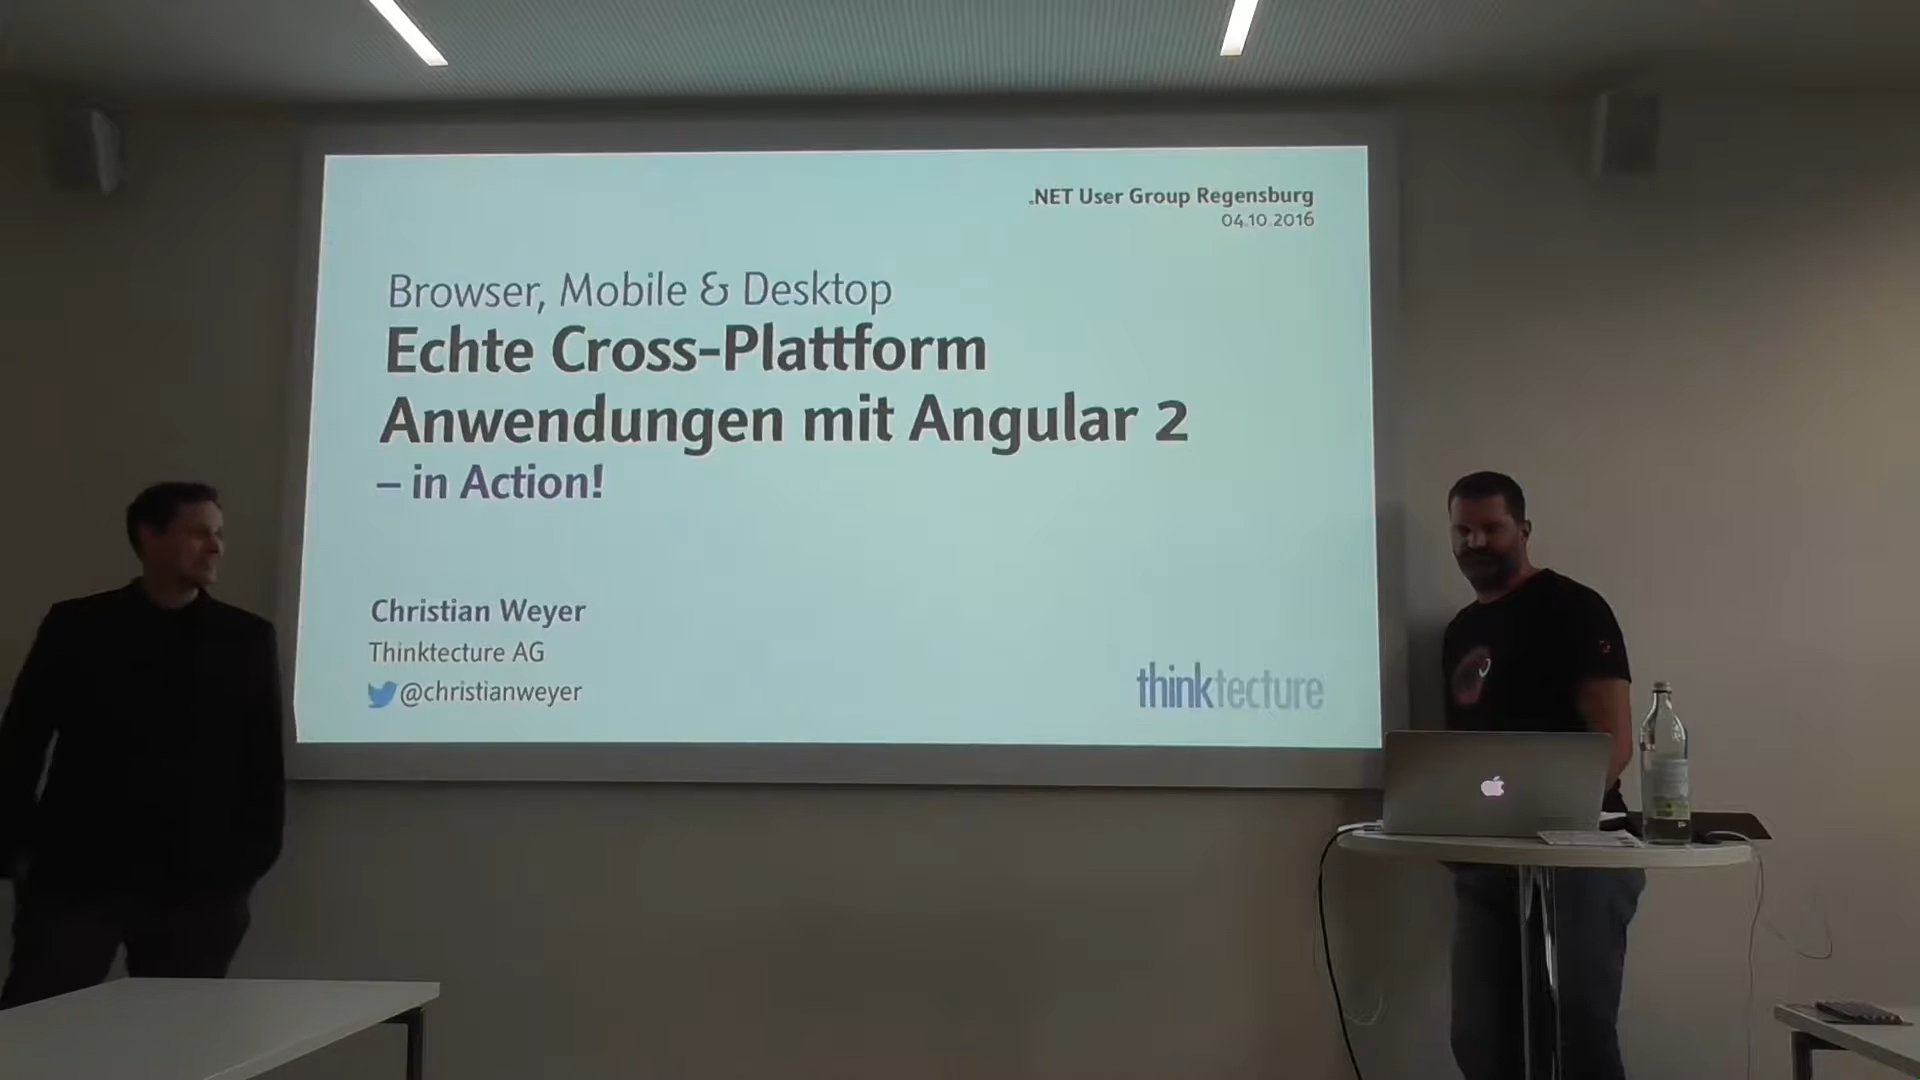 .NET User Group Regensburg
04.10.2016
Browser, Mobile & Desktop
Echte Cross-Plattform
Anwendungen mit Angular 2
– in Action!
Christian Weyer
Thinktecture AG
@christianweyer
thinktecture